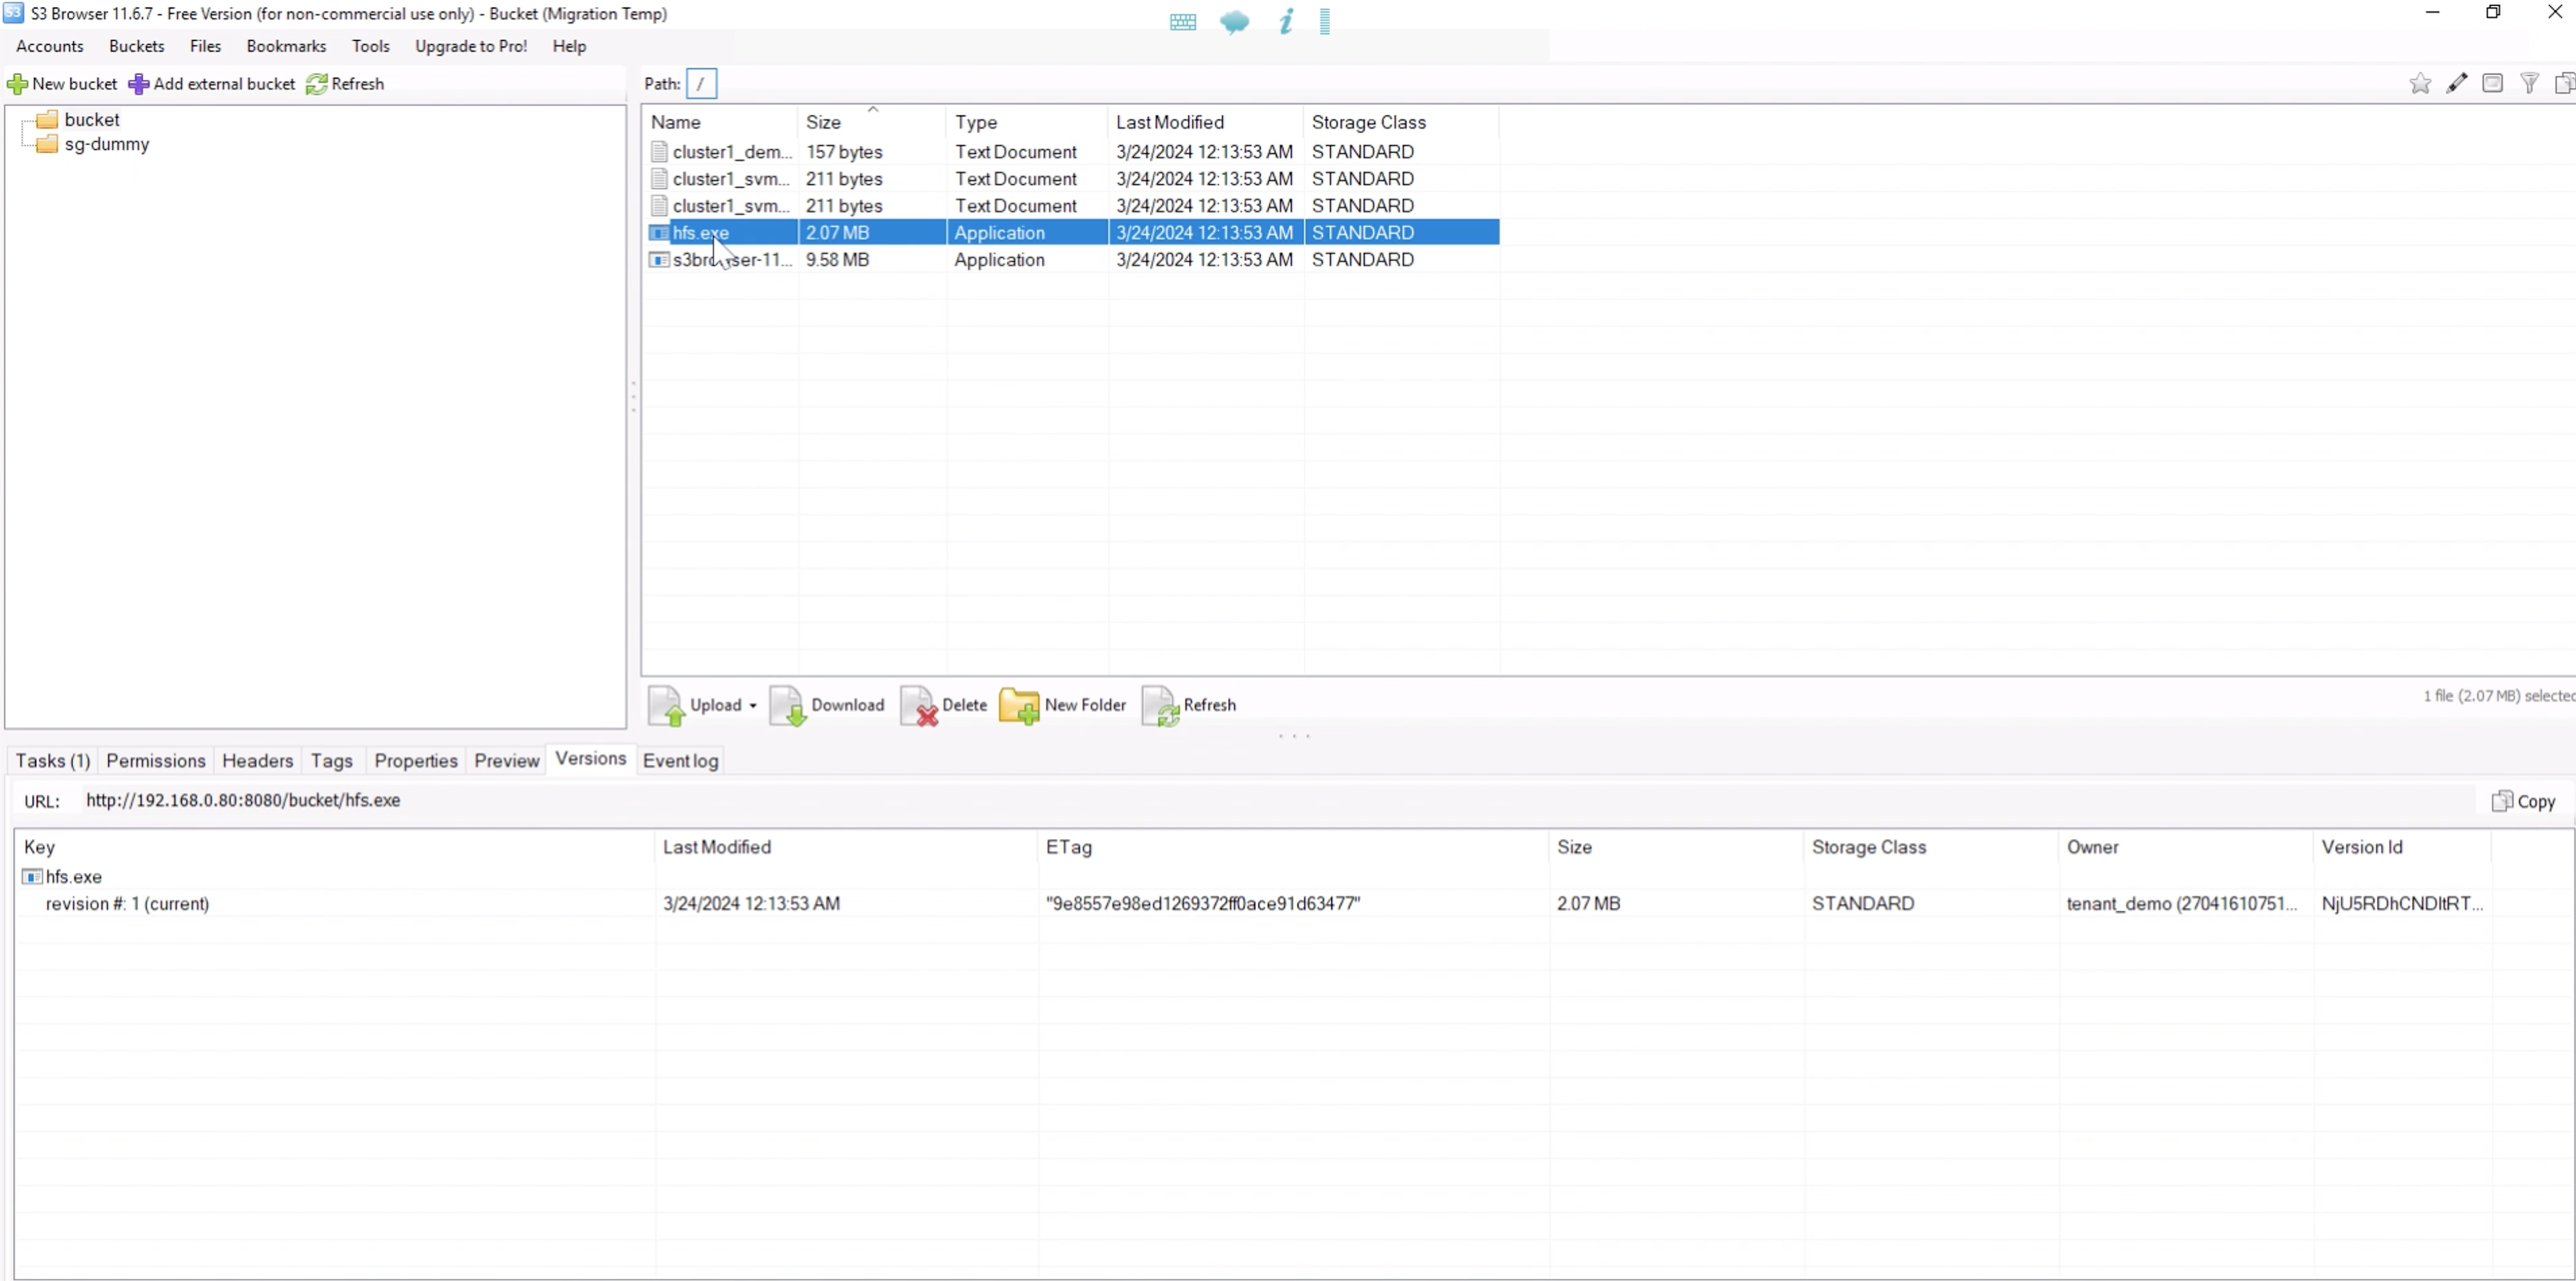 S3 Browser 11.6.7 - Free Version (for non-commercial use only) - Bucket (Migration Temp)
Accounts Buckets Files Bookmarks Tools Upgrade to Pro! Help
New bucket Add external bucket Refresh
Path: /
bucket
sg-dummy
Name Size Type Last Modified Storage Class
cluster1_dem... 157 bytes Text Document 3/24/2024 12:13:53 AM STANDARD
cluster1_svm... 211 bytes Text Document 3/24/2024 12:13:53 AM STANDARD
cluster1_svm... 211 bytes Text Document 3/24/2024 12:13:53 AM STANDARD
hfs.exe 2.07 MB Application 3/24/2024 12:13:53 AM STANDARD
s3browser-11... 9.58 MB Application 3/24/2024 12:13:53 AM STANDARD
Upload Download Delete New Folder Refresh
1 file (2.07 MB) selected
Tasks (1) Permissions Headers Tags Properties Preview Versions Event log
URL: http://192.168.0.80:8080/bucket/hfs.exe Copy
Key Last Modified ETag Size Storage Class Owner Version Id
hfs.exe
revision #: 1 (current) 3/24/2024 12:13:53 AM "9e8557e98ed1269372ff0ace91d63477" 2.07 MB STANDARD tenant_demo (27041610751... NjU5RDhCNDItRT...